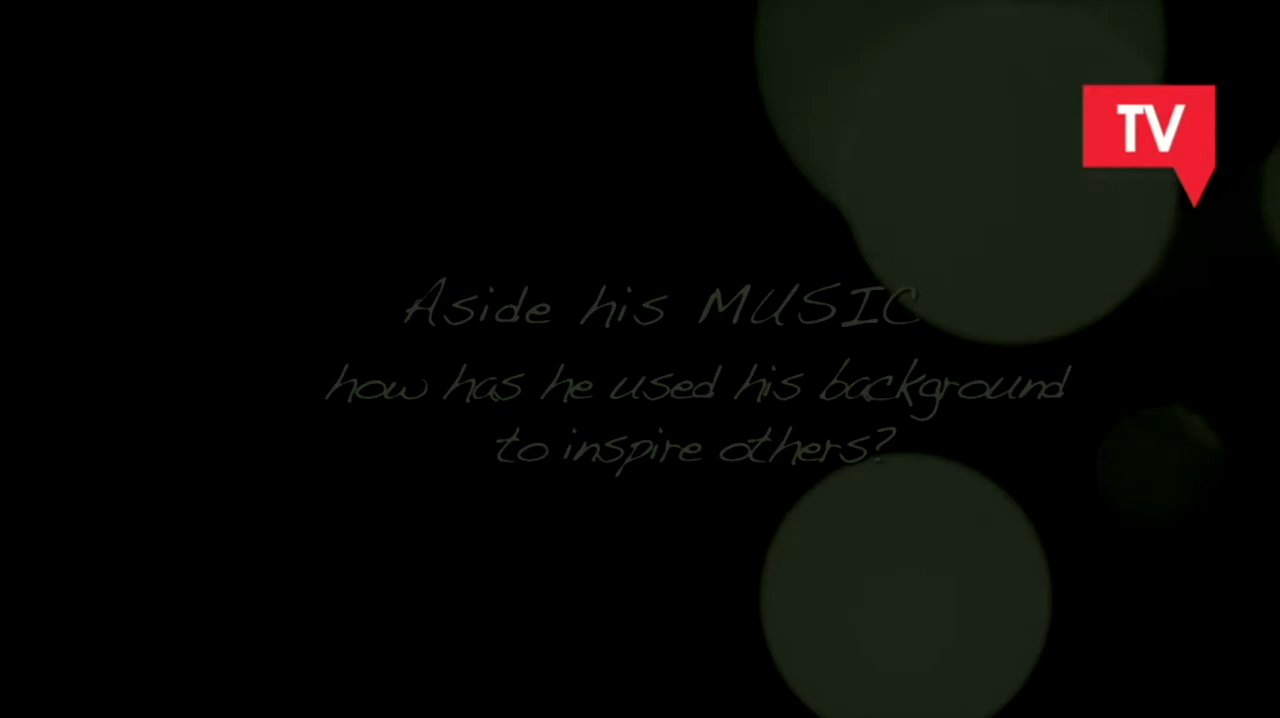 TV
Aside his MUSIC
how has he used his background
to inspire others?